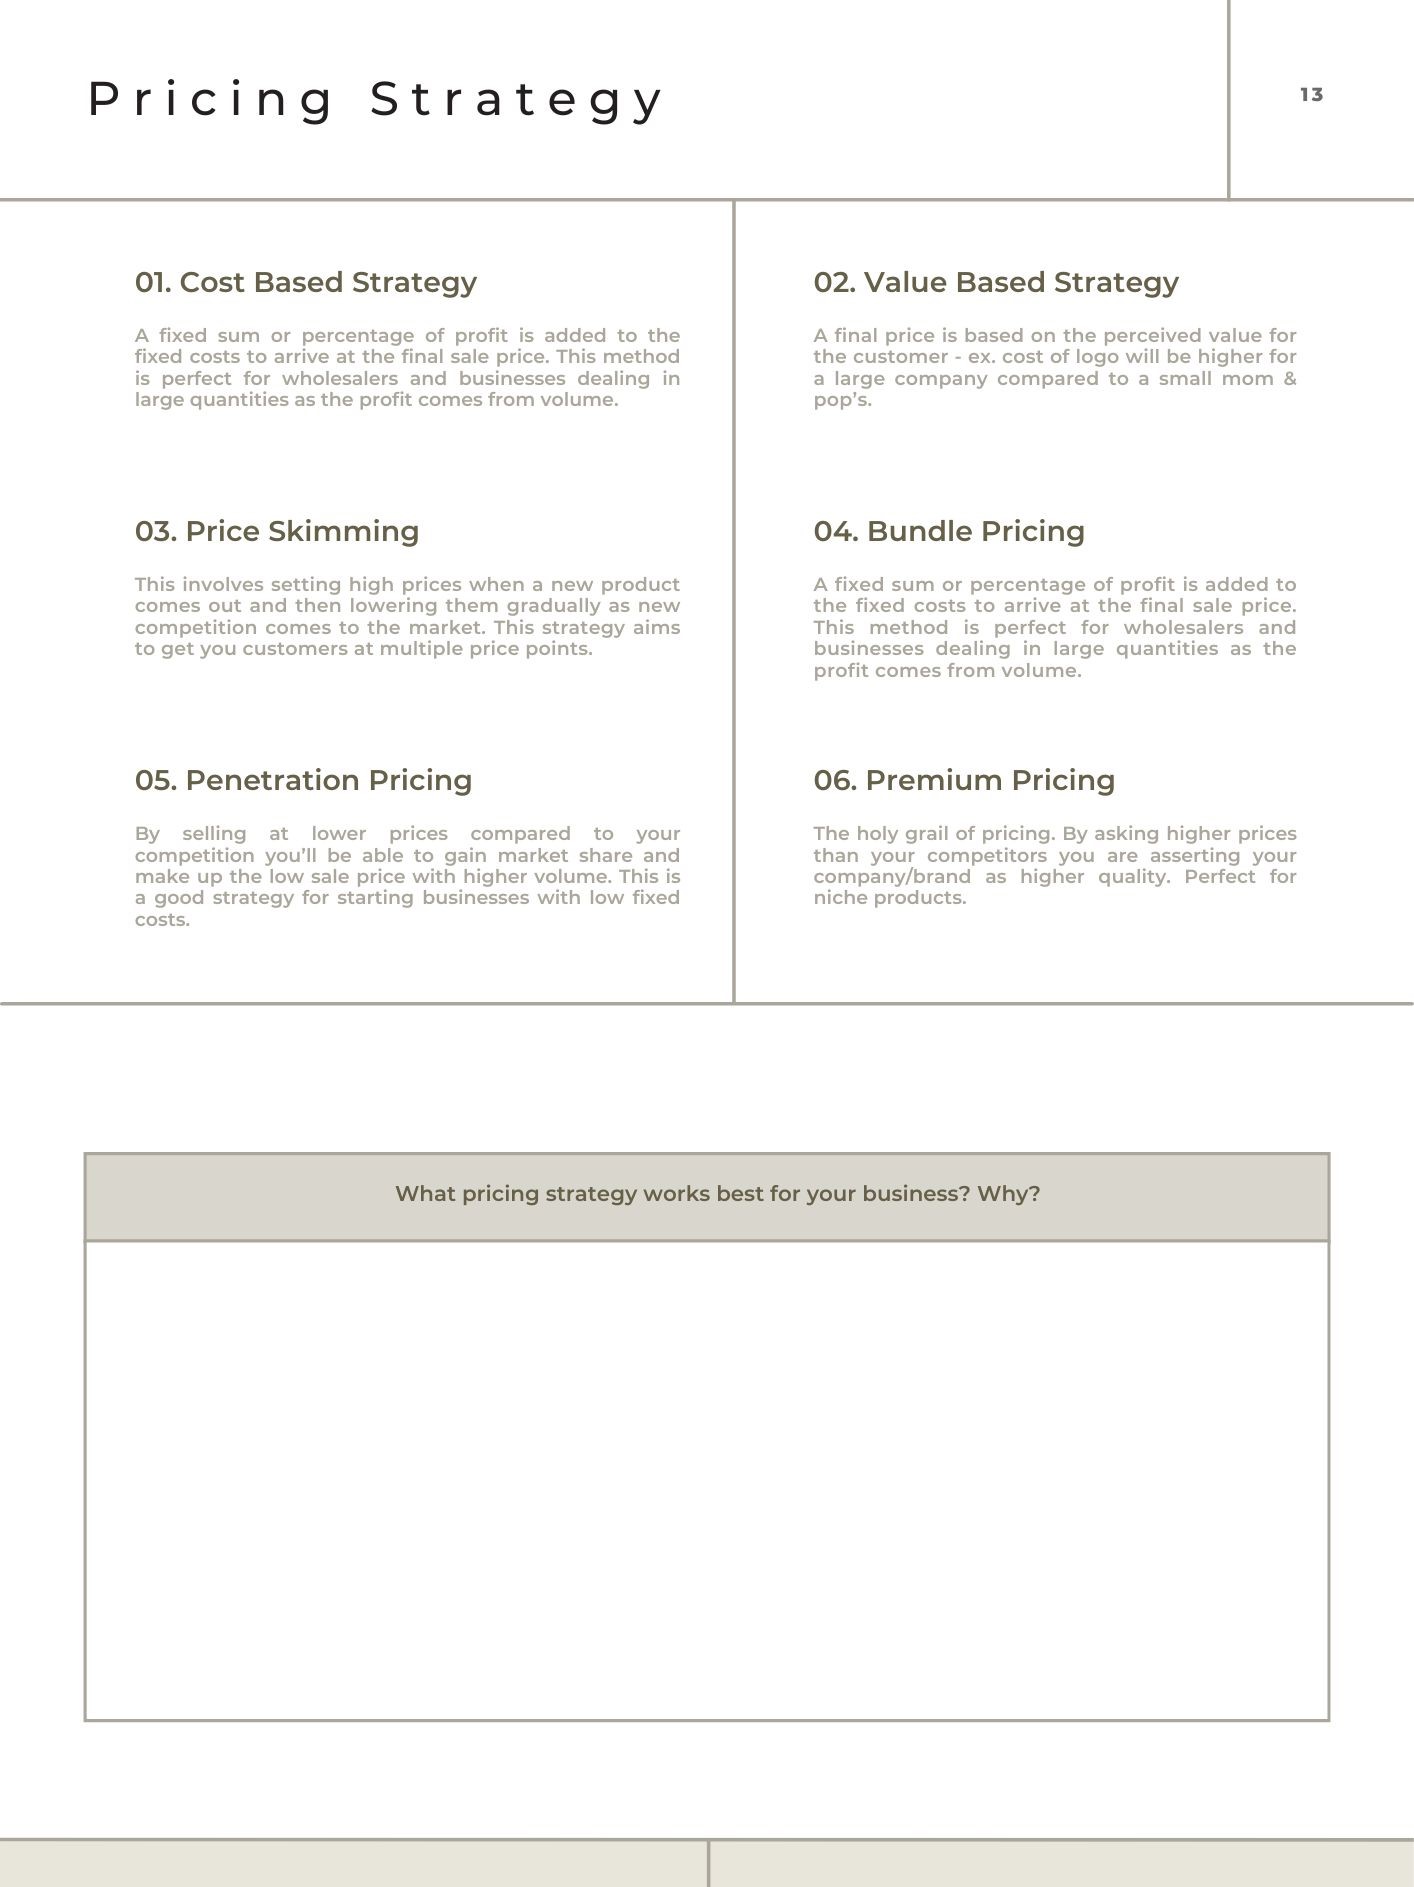 Pricing Strategy
13
01. Cost Based Strategy
A fixed sum or percentage of profit is added to the
fixed costs to arrive at the final sale price. This method
is perfect for wholesalers and businesses dealing in
large quantities as the profit comes from volume.
02. Value Based Strategy
A final price is based on the perceived value for
the customer - ex. cost of logo will be higher for
a large company compared to a small mom &
pop’s.
03. Price Skimming
This involves setting high prices when a new product
comes out and then lowering them gradually as new
competition comes to the market. This strategy aims
to get you customers at multiple price points.
04. Bundle Pricing
A fixed sum or percentage of profit is added to
the fixed costs to arrive at the final sale price.
This method is perfect for wholesalers and
businesses dealing in large quantities as the
profit comes from volume.
05. Penetration Pricing
By selling at lower prices compared to your
competition you’ll be able to gain market share and
make up the low sale price with higher volume. This is
a good strategy for starting businesses with low fixed
costs.
06. Premium Pricing
The holy grail of pricing. By asking higher prices
than your competitors you are asserting your
company/brand as higher quality. Perfect for
niche products.
What pricing strategy works best for your business? Why?